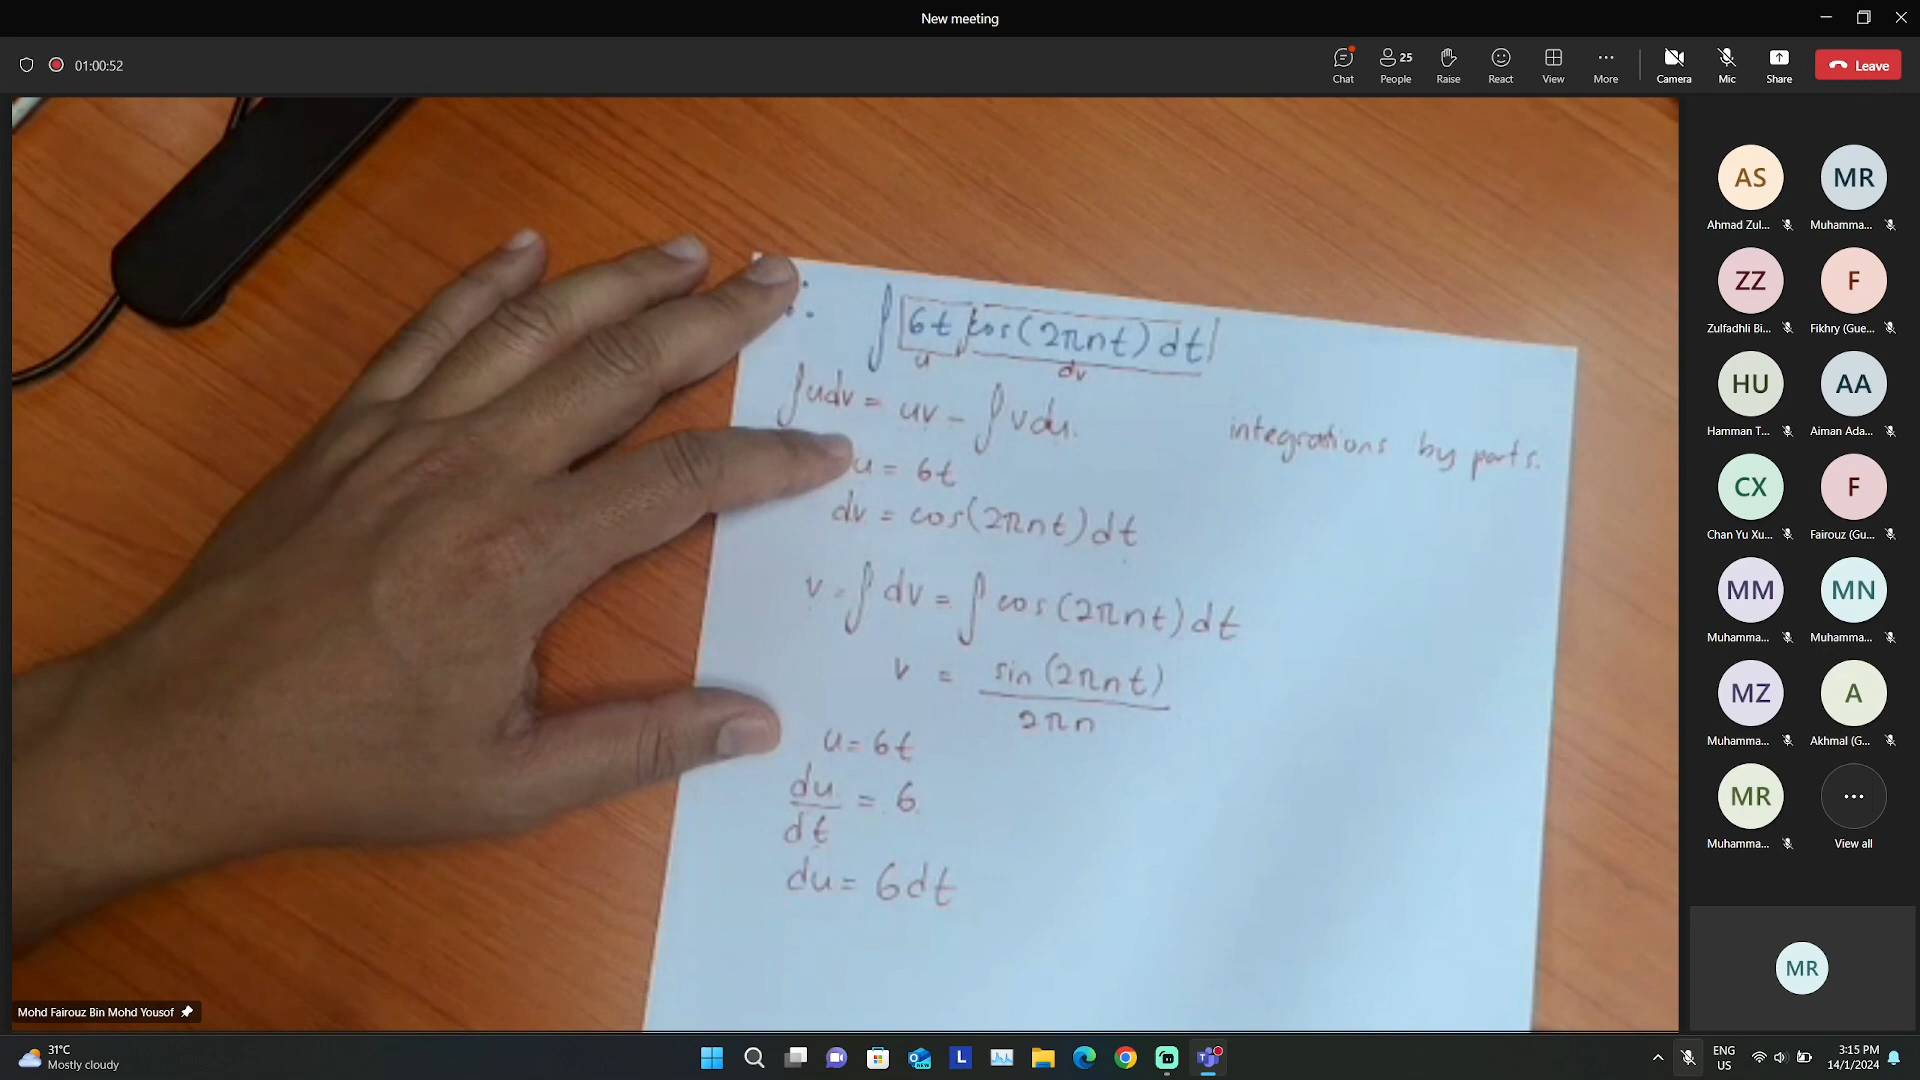 New meeting
01:00:52
Chat
25
People
Raise
React
View
More
Camera
Mic
Share
Leave
∴ ∫ 6t cos(2πnt) dt
u dv
∫udv = uv - ∫vdu.
integrations by parts.
u = 6t
dv = cos(2πnt)dt
v = ∫ dv = ∫ cos(2πnt)dt
v = sin(2πnt)
2πn
u = 6t
du = 6
dt
du = 6dt
Mohd Fairouz Bin Mohd Yousof
AS
MR
Ahmad Zul...
Muhamma...
ZZ
F
Zulfadhli Bi...
Fikhry (Gue...
HU
AA
Hamman T...
Aiman Ada...
CX
F
Chan Yu Xu...
Fairouz (Gu...
MM
MN
Muhamma...
Muhamma...
MZ
A
Muhamma...
Akhmal (G...
MR
...
Muhamma...
View all
MR
31°C
Mostly cloudy
NEW
L
ENG
US
3:15 PM
14/1/2024